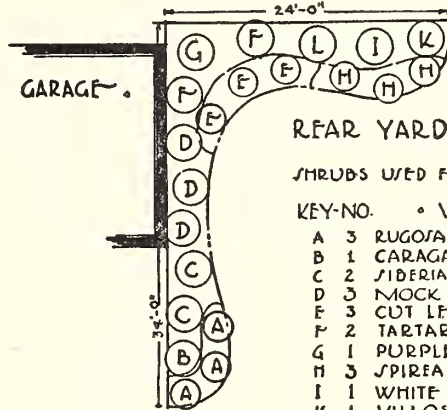 24'-0"
G F L I K
GARAGE
F E E H H H
D E
D
D
C
34'-0"
C A
B A
A
REAR YARD
SHRUBS USED F
KEY-NO. • V
A 3 RUGOSA
B 1 CARAGA
C 2 SIBERIA
D 3 MOCK
E 3 CUT LE
F 2 TARTAR
G 1 PURPLE
H 3 SPIREA
I 1 WHITE